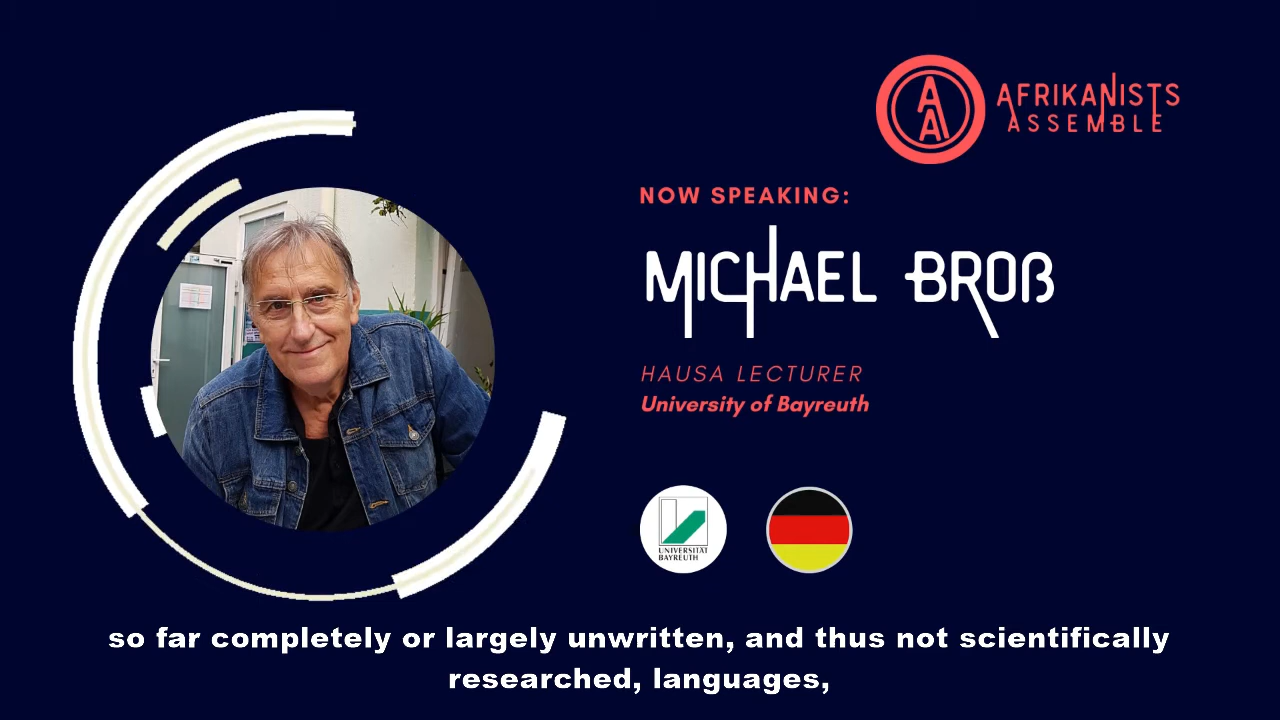 AFRIKANISTS
ASSEMBLE
NOW SPEAKING:
MICHAEL BROß
HAUSA LECTURER
University of Bayreuth
UNIVERSITÄT
BAYREUTH
so far completely or largely unwritten, and thus not scientifically
researched, languages,